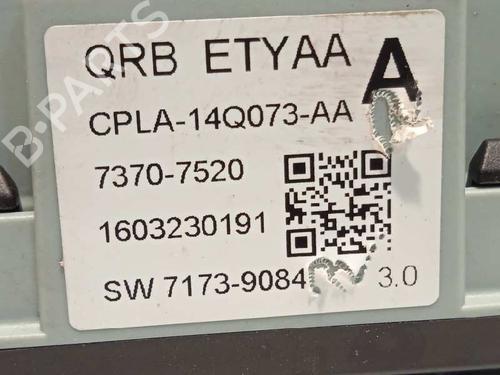 QRB ETYAA A
CPLA-14Q073-AA
7370-7520
1603230191
SW 7173-9084 3.0
B-PARTS